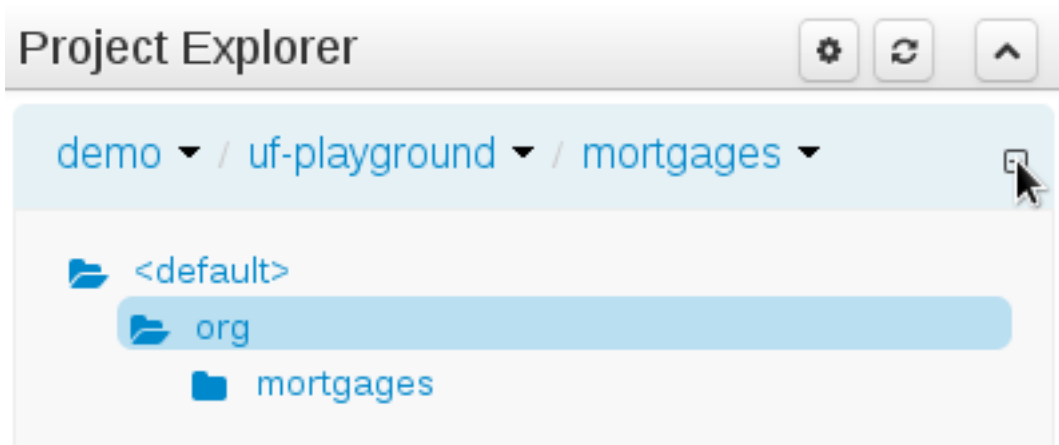 Project Explorer
demo / uf-playground / mortgages
<default>
org
mortgages